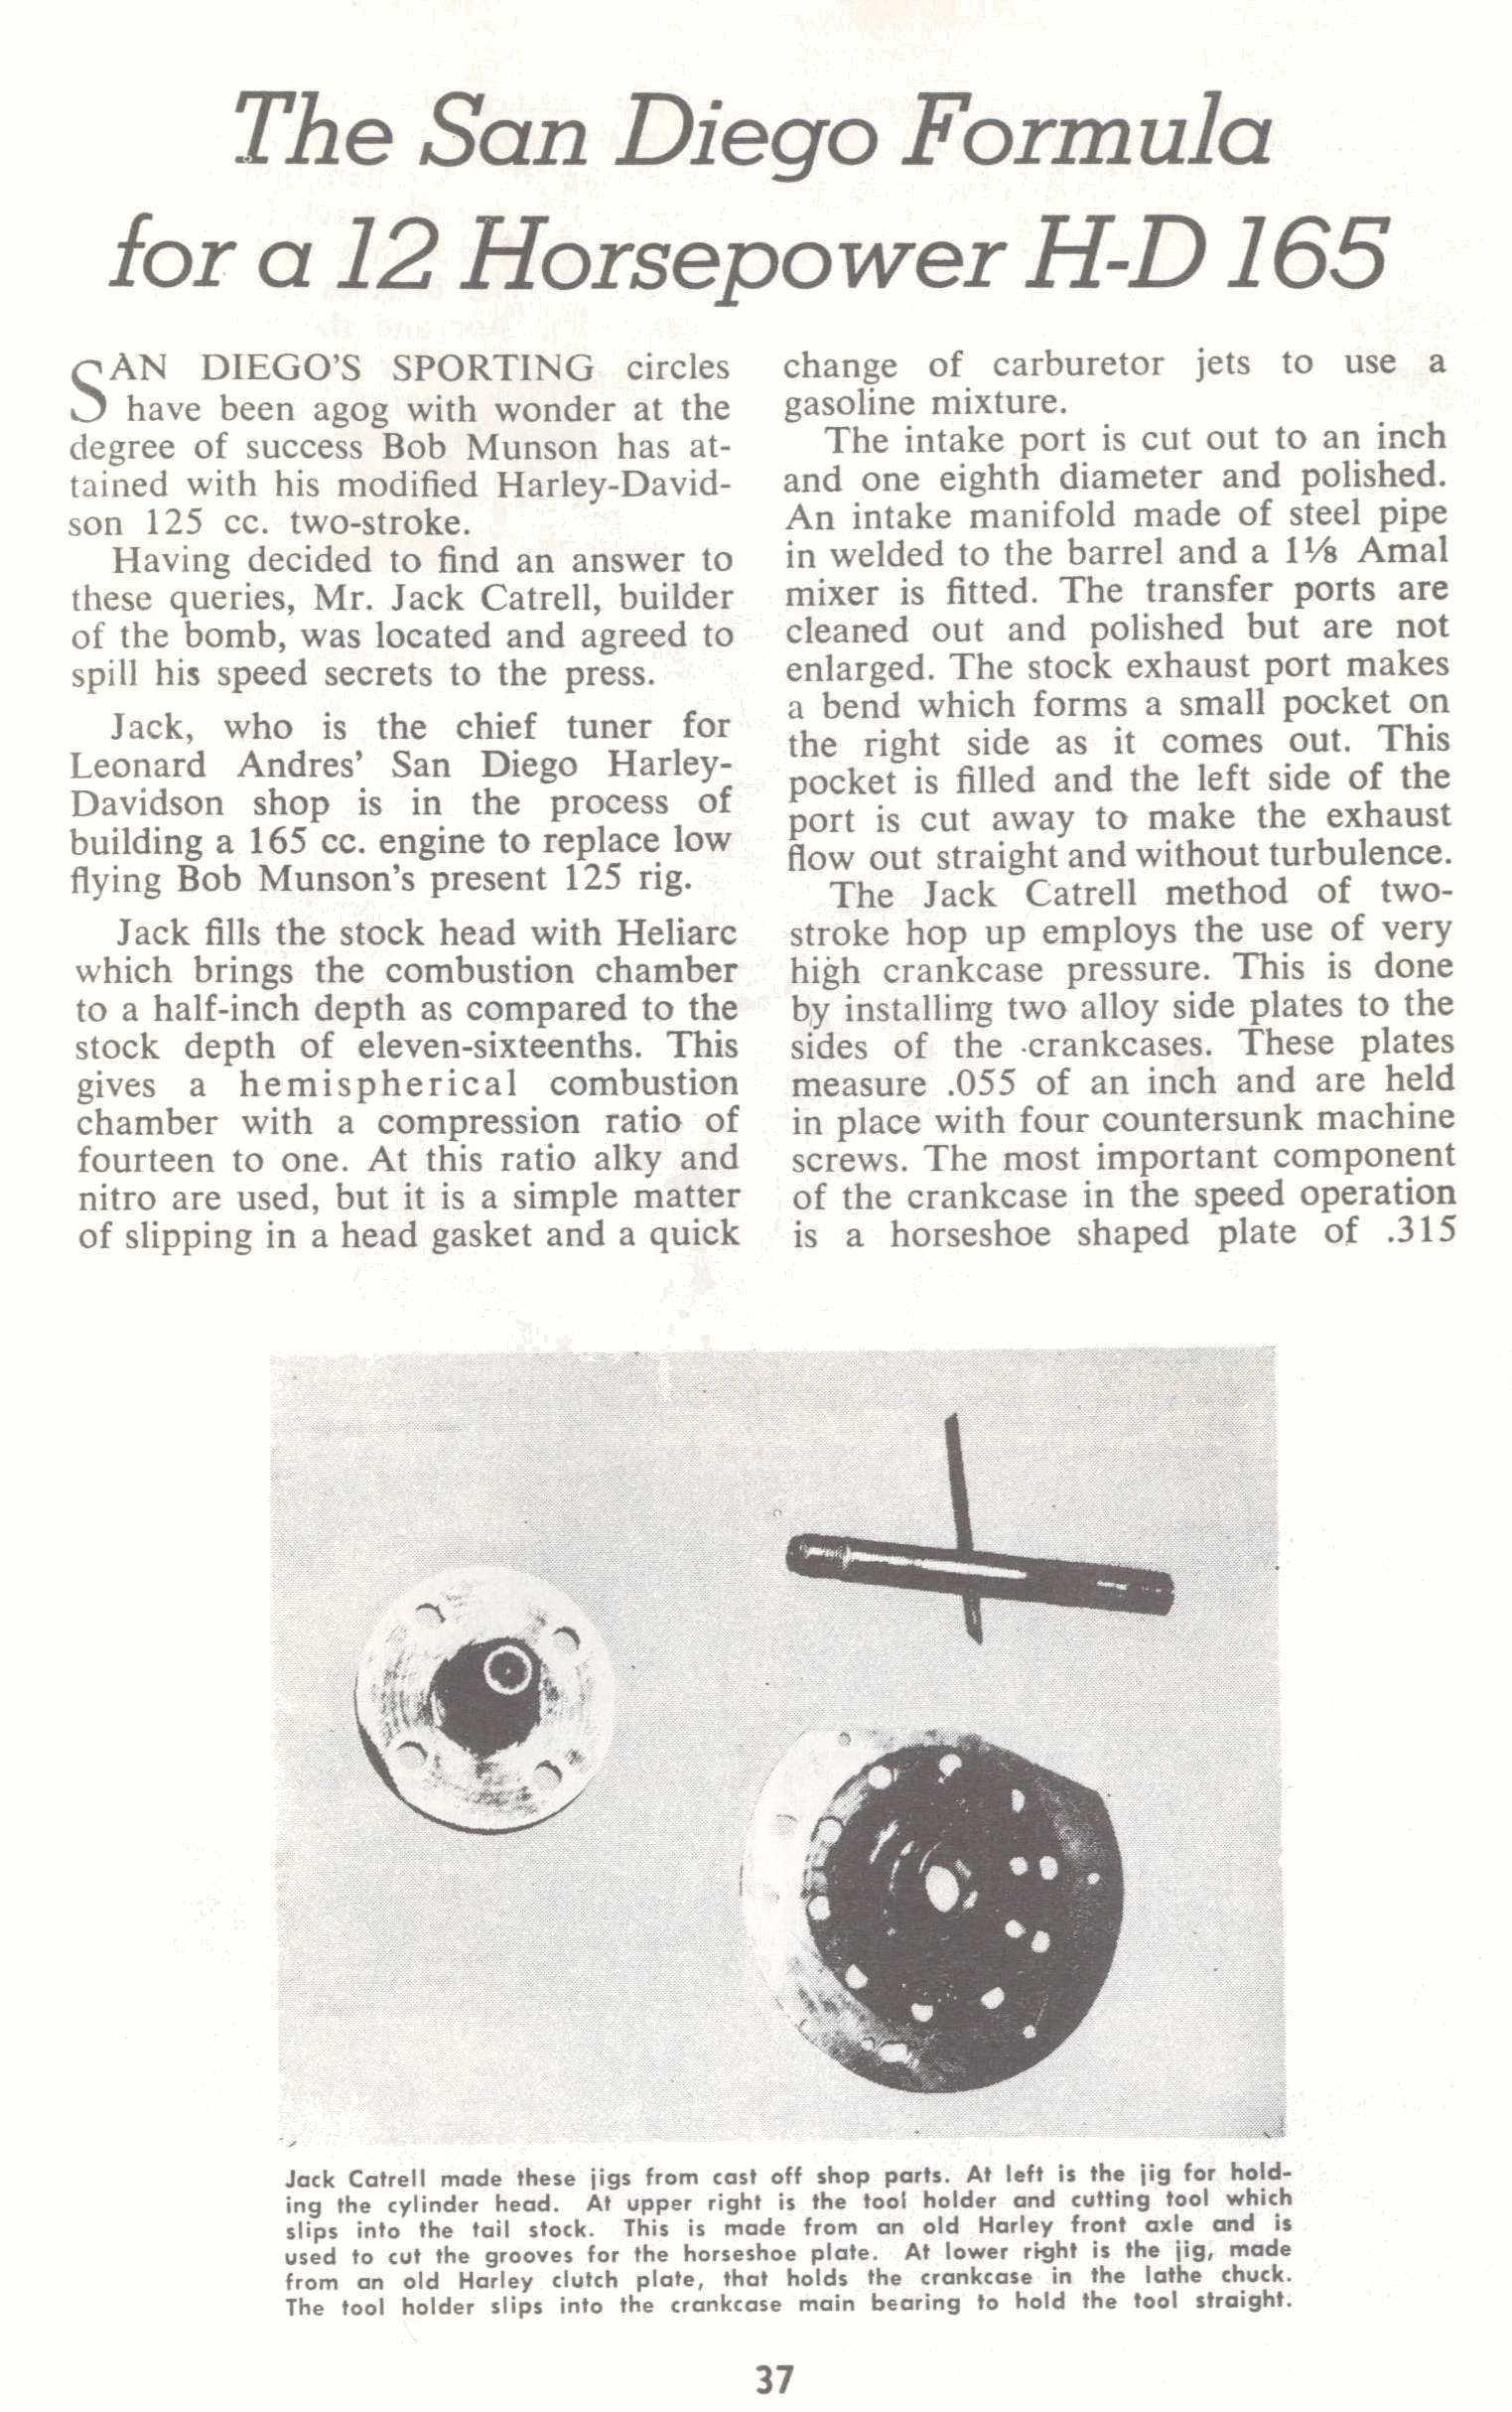 The San Diego Formula
for a 12 Horsepower H-D 165
SAN DIEGO'S SPORTING circles
have been agog with wonder at the
degree of success Bob Munson has at-
tained with his modified Harley-David-
son 125 cc. two-stroke.
Having decided to find an answer to
these queries, Mr. Jack Catrell, builder
of the bomb, was located and agreed to
spill his speed secrets to the press.
Jack, who is the chief tuner for
Leonard Andres' San Diego Harley-
Davidson shop is in the process of
building a 165 cc. engine to replace low
flying Bob Munson's present 125 rig.
Jack fills the stock head with Heliarc
which brings the combustion chamber
to a half-inch depth as compared to the
stock depth of eleven-sixteenths. This
gives a hemispherical combustion
chamber with a compression ratio of
fourteen to one. At this ratio alky and
nitro are used, but it is a simple matter
of slipping in a head gasket and a quick
change of carburetor jets to use a
gasoline mixture.
The intake port is cut out to an inch
and one eighth diameter and polished.
An intake manifold made of steel pipe
in welded to the barrel and a 1⅛ Amal
mixer is fitted. The transfer ports are
cleaned out and polished but are not
enlarged. The stock exhaust port makes
a bend which forms a small pocket on
the right side as it comes out. This
pocket is filled and the left side of the
port is cut away to make the exhaust
flow out straight and without turbulence.
The Jack Catrell method of two-
stroke hop up employs the use of very
high crankcase pressure. This is done
by installing two alloy side plates to the
sides of the crankcases. These plates
measure .055 of an inch and are held
in place with four countersunk machine
screws. The most important component
of the crankcase in the speed operation
is a horseshoe shaped plate of .315
Jack Catrell made these jigs from cast off shop parts. At left is the jig for hold-
ing the cylinder head. At upper right is the tool holder and cutting tool which
slips into the tail stock. This is made from an old Harley front axle and is
used to cut the grooves for the horseshoe plate. At lower right is the jig, made
from an old Harley clutch plate, that holds the crankcase in the lathe chuck.
The tool holder slips into the crankcase main bearing to hold the tool straight.
37